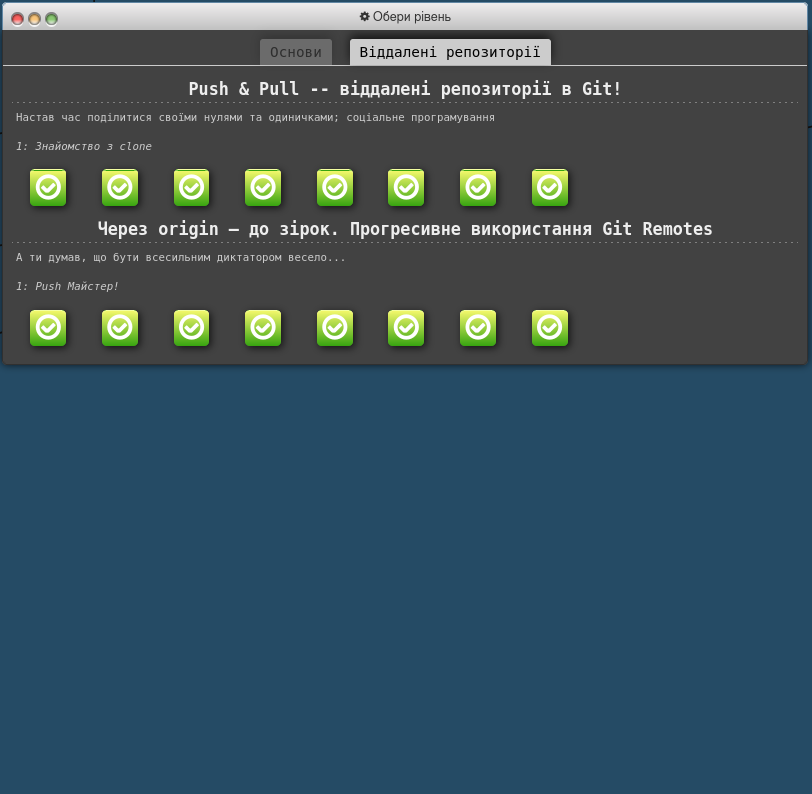 Обери рівень
Основи
Віддалені репозиторії
Push & Pull -- віддалені репозиторії в Git!
Настав час поділитися своїми нулями та одиничками; соціальне програмування
1: Знайомство з clone
Через origin – до зірок. Прогресивне використання Git Remotes
А ти думав, що бути всесильним диктатором весело...
1: Push Майстер!